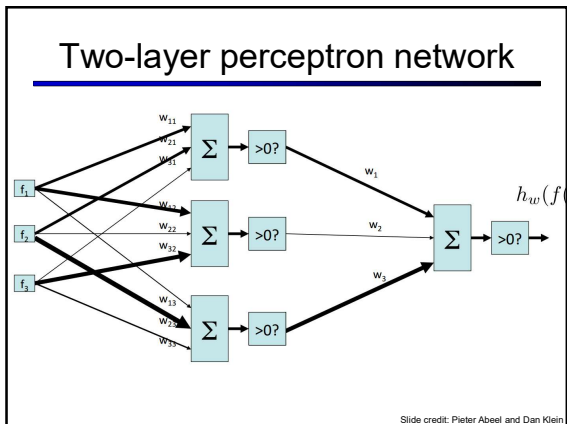 Two-layer perceptron network
w₁₁
w₂₁
w₃₁
Σ
>0?
w₁
f₁
w₁₂
w₂₂
w₃₂
Σ
>0?
w₂
f₂
Σ
>0?
h_w(f(
f₃
w₁₃
w₂₃
w₃₃
Σ
>0?
w₃
Slide credit: Pieter Abeel and Dan Klein